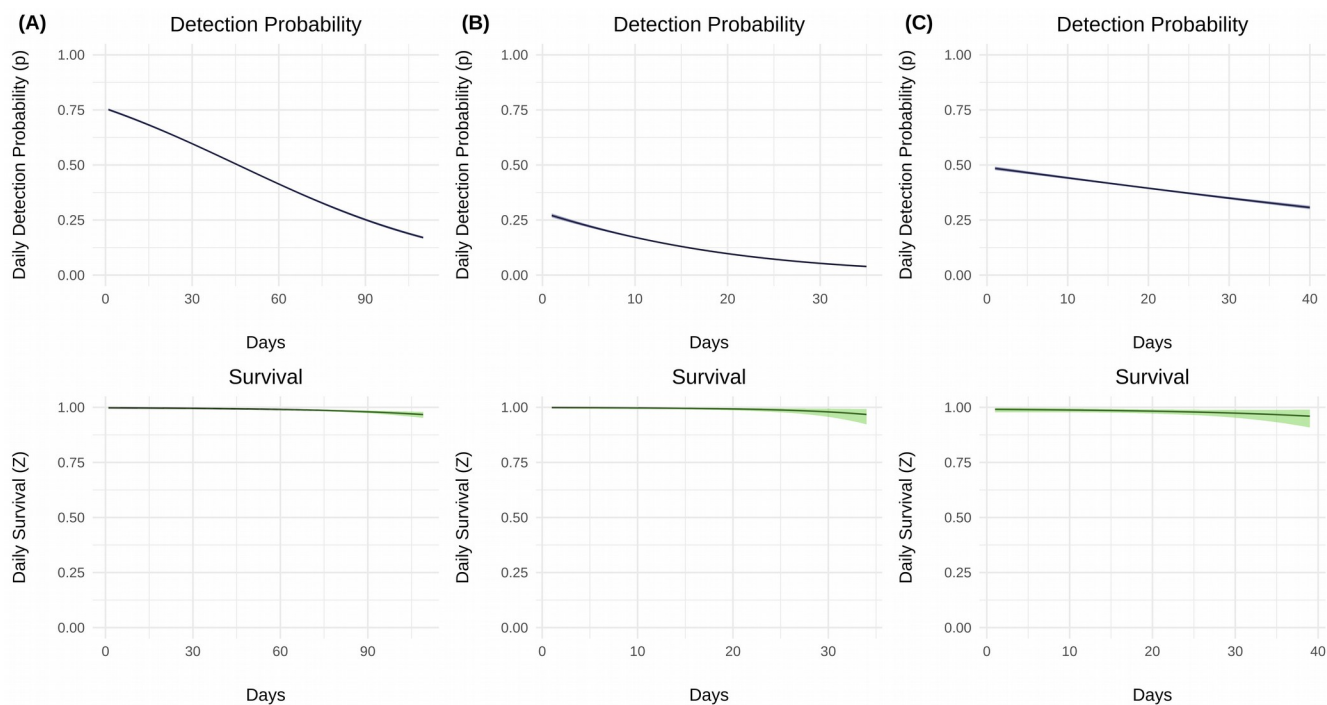 (A) Detection Probability
Daily Detection Probability (p)
1.00
0.75
0.50
0.25
0.00
0 30 60 90
Days
(B) Detection Probability
Daily Detection Probability (p)
1.00
0.75
0.50
0.25
0.00
0 10 20 30
Days
(C) Detection Probability
Daily Detection Probability (p)
1.00
0.75
0.50
0.25
0.00
0 10 20 30 40
Days
Survival
Daily Survival (Z)
1.00
0.75
0.50
0.25
0.00
0 30 60 90
Days
Survival
Daily Survival (Z)
1.00
0.75
0.50
0.25
0.00
0 10 20 30
Days
Survival
Daily Survival (Z)
1.00
0.75
0.50
0.25
0.00
0 10 20 30 40
Days